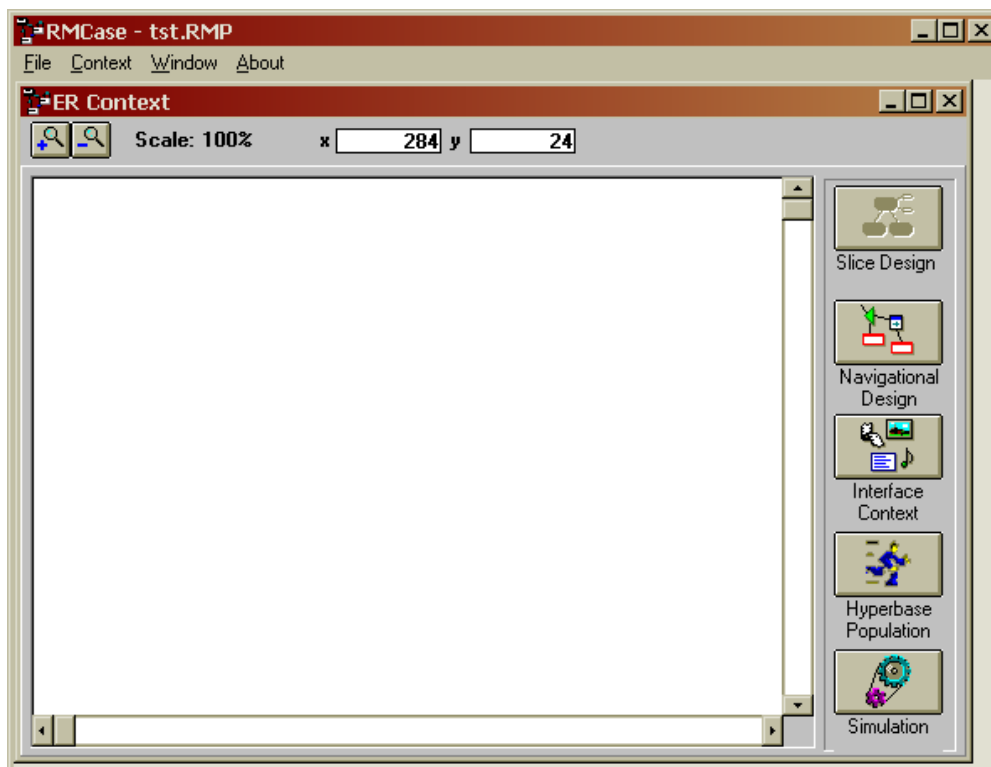 RMCase - tst.RMP
File Context Window About
ER Context
Scale: 100% x 284 y 24
Slice Design
Navigational
Design
Interface
Context
Hyperbase
Population
Simulation